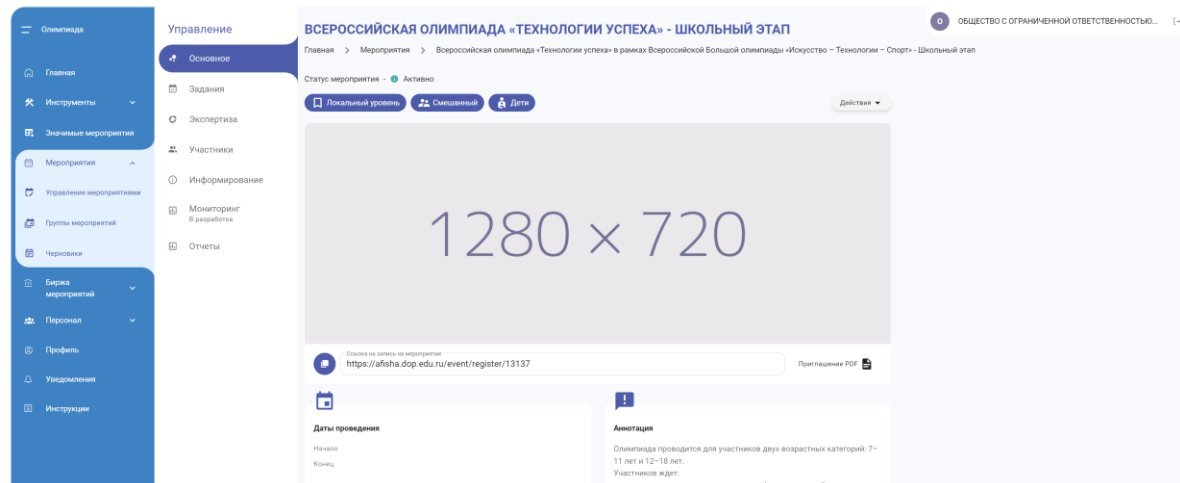 Олимпиада
Главная
Инструменты
Значимые мероприятия
Мероприятия
Управление мероприятиями
Группы мероприятий
Черновики
Биржа
мероприятий
Персонал
Профиль
Уведомления
Инструкции
Управление
Основное
Задания
Экспертиза
Участники
Информирование
Мониторинг
В разработке
Отчеты
О ОБЩЕСТВО С ОГРАНИЧЕННОЙ ОТВЕТСТВЕННОСТЬЮ...
ВСЕРОССИЙСКАЯ ОЛИМПИАДА «ТЕХНОЛОГИИ УСПЕХА» - ШКОЛЬНЫЙ ЭТАП
Главная > Мероприятия > Всероссийская олимпиада «Технологии успеха» в рамках Всероссийской Большой олимпиады «Искусство – Технологии – Спорт» - Школьный этап
Статус мероприятия - Активно
Локальный уровень Смешанный Дети Действия
1280 × 720
Ссылка на запись на мероприятие
https://afisha.dop.edu.ru/event/register/13137
Приглашение PDF
Даты проведения
Начало
Конец
Аннотация
Олимпиада проводится для участников двух возрастных категорий: 7–
11 лет и 12–18 лет.
Участников ждет: